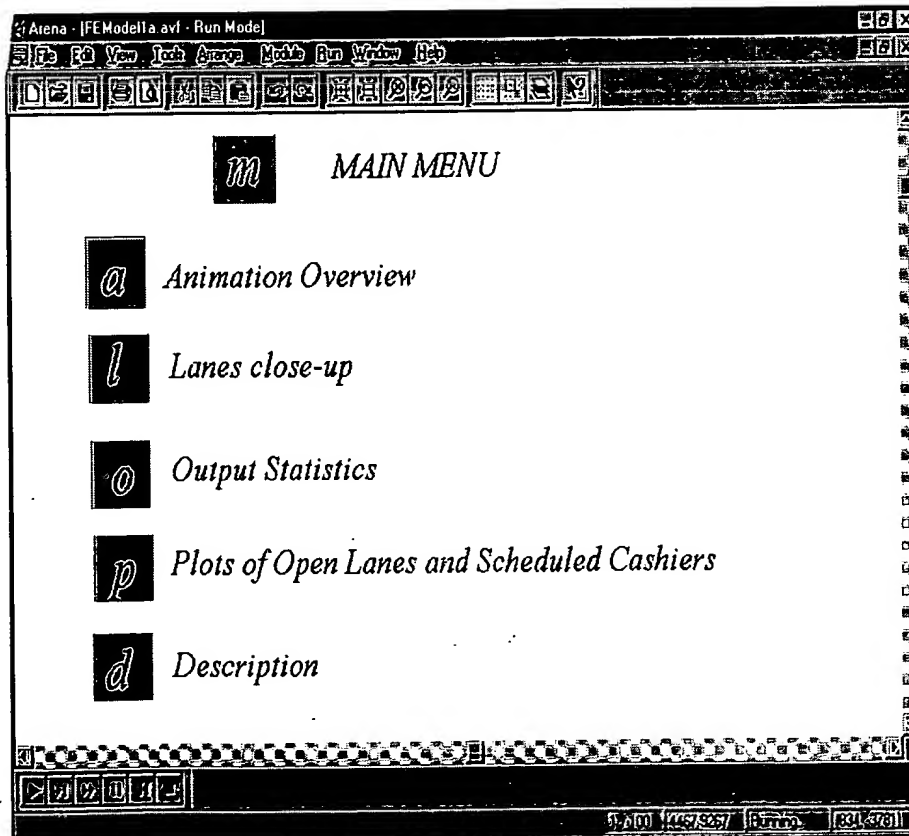 Arena - [FEModel1a.avf - Run Mode]
File Edit View Tools Arrange Module Run Window Help
m MAIN MENU
a Animation Overview
l Lanes close-up
o Output Statistics
p Plots of Open Lanes and Scheduled Cashiers
d Description